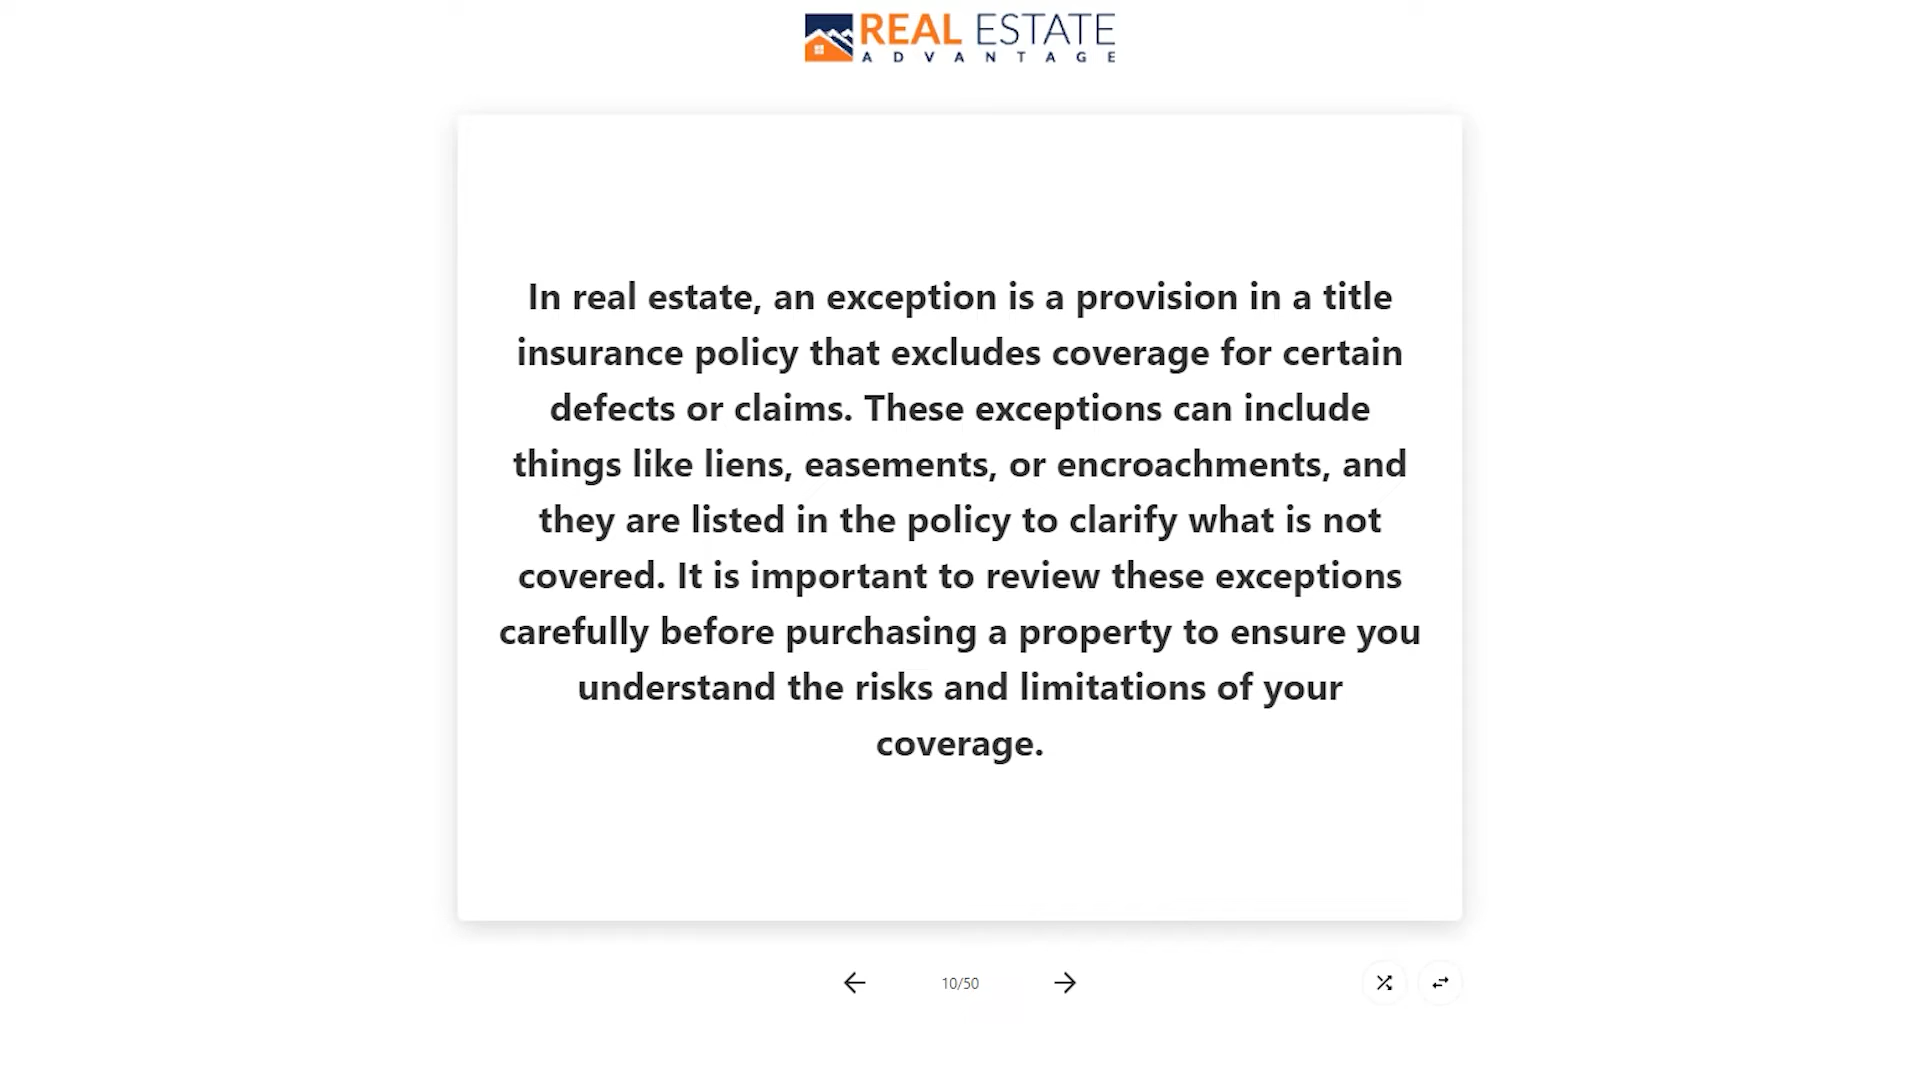 REAL ESTATE
ADVANTAGE
In real estate, an exception is a provision in a title
insurance policy that excludes coverage for certain
defects or claims. These exceptions can include
things like liens, easements, or encroachments, and
they are listed in the policy to clarify what is not
covered. It is important to review these exceptions
carefully before purchasing a property to ensure you
understand the risks and limitations of your
coverage.
10/50